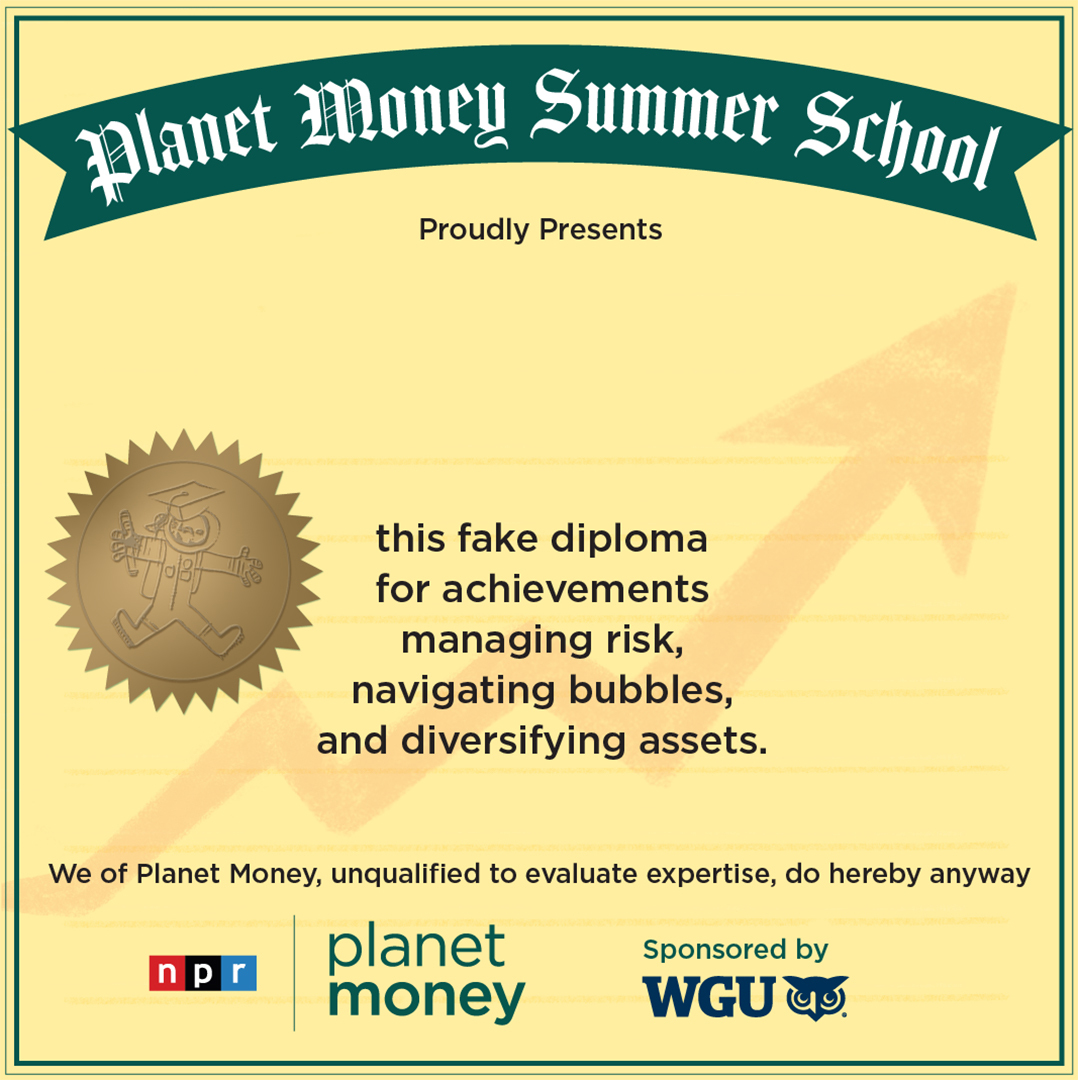 Planet Money Summer School
Proudly Presents
this fake diploma
for achievements
managing risk,
navigating bubbles,
and diversifying assets.
We of Planet Money, unqualified to evaluate expertise, do hereby anyway
npr
planet
money
Sponsored by
WGU